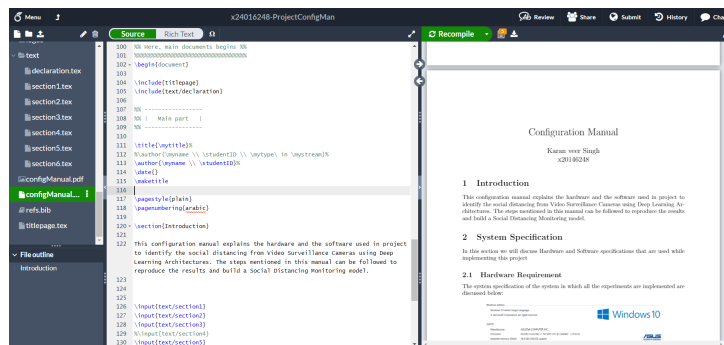 Menu
x24016248-ProjectConfigMan
Review
Share
Submit
History
Source
Rich Text
Ω
Recompile
text
declaration.tex
section1.tex
section2.tex
section3.tex
section4.tex
section5.tex
section6.tex
configManual.pdf
configManual....
refs.bib
titlepage.tex
File outline
Introduction
100 %% Here, main documents begins %%
101 %%%%%%%%%%%%%%%%%%%%%%%%%%%%%%%%
102 \begin{document}
103
104 \include{titlepage}
105 \include{text/declaration}
106
107 %% -----------------
108 %% | Main part |
109 %% -----------------
110
111 \title{\mytitle}%
112 %\author{\myname \\ \studentID \\ \mytype\ in \mystream}%
113 \author{\myname \\ \studentID}%
114 \date{}
115 \maketitle
116
117 \pagestyle{plain}
118 \pagenumbering{arabic}
119
120 \section{Introduction}
121
122 This configuration manual explains the hardware and the software used in project
to identify the social distancing from Video Surveillance Cameras using Deep
Learning Architectures. The steps mentioned in this manual can be followed to
reproduce the results and build a Social Distancing Monitoring model.
123
124
125
126 \input{text/section1}
127 \input{text/section2}
128 \input{text/section3}
129 %\input{text/section4}
130 \input{text/section5}
Configuration Manual
Karan veer Singh
x20146248
1 Introduction
This configuration manual explains the hardware and the software used in project to
identify the social distancing from Video Surveillance Cameras using Deep Learning Ar-
chitectures. The steps mentioned in this manual can be followed to reproduce the results
and build a Social Distancing Monitoring model.
2 System Specification
In this section we will discuss Hardware and Software specifications that are used while
implementing this project
2.1 Hardware Requirement
The system specification of the system in which all the experiments are implemented are
discussed below:
Windows 10
ASUS